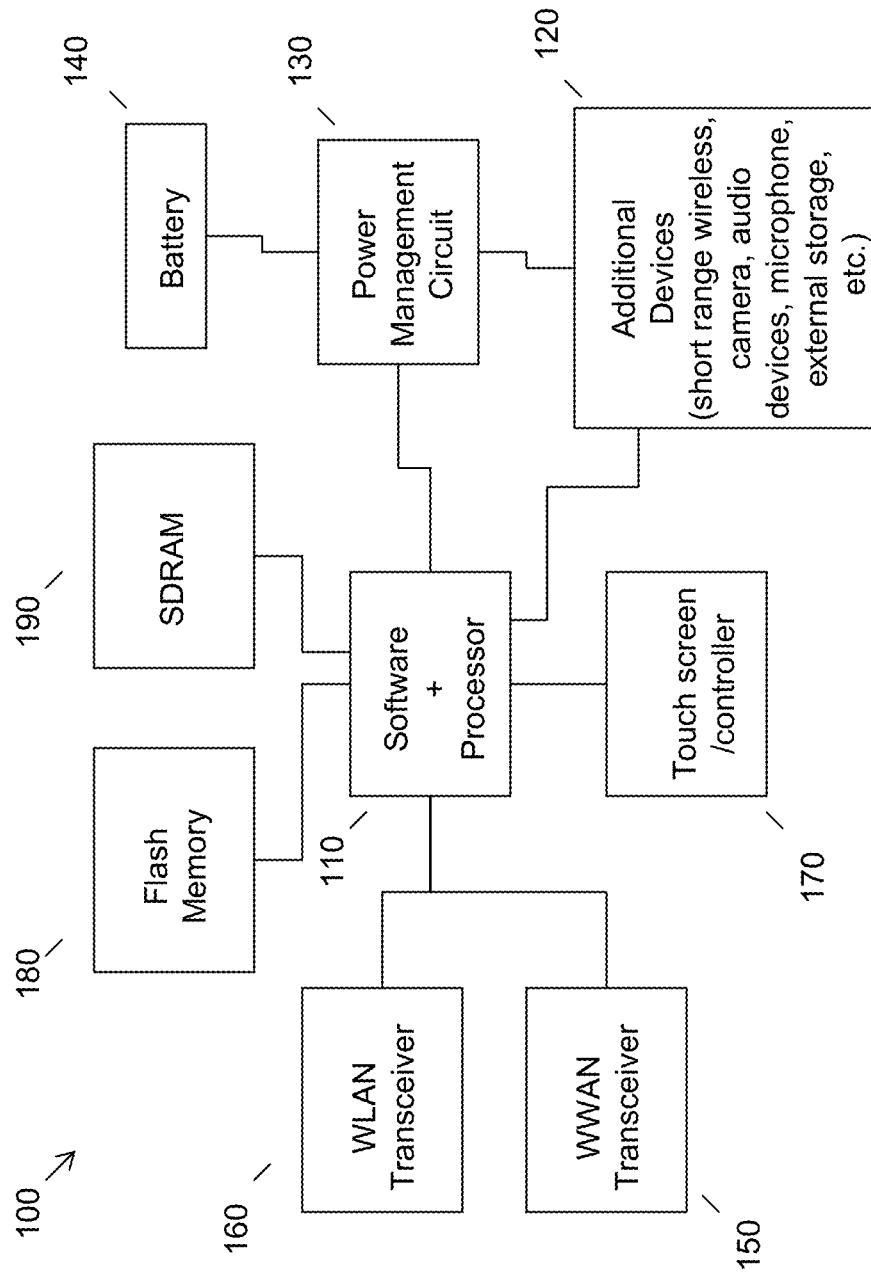 100
180
190
140
Flash
Memory
SDRAM
Battery
130
160
WLAN
Transceiver
110
Software
+
Processor
Power
Management
Circuit
120
WWAN
Transceiver
150
Touch screen
/controller
170
Additional
Devices
(short range wireless,
camera, audio
devices, microphone,
external storage,
etc.)